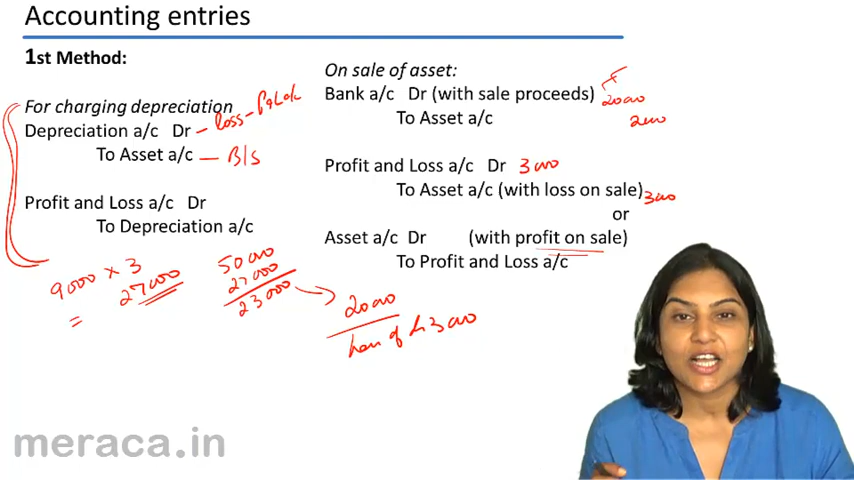 Accounting entries
1st Method:
For charging depreciation
Depreciation a/c Dr - Loss - P&L a/c
To Asset a/c - B/S
Profit and Loss a/c Dr
To Depreciation a/c
9000 x 3
= 27000
50000
27000
23000
20000
loss of 3000
On sale of asset:
Bank a/c Dr (with sale proceeds) 20000
To Asset a/c
Profit and Loss a/c Dr 3000
To Asset a/c (with loss on sale) 3000
or
Asset a/c Dr (with profit on sale)
To Profit and Loss a/c
meraca.in